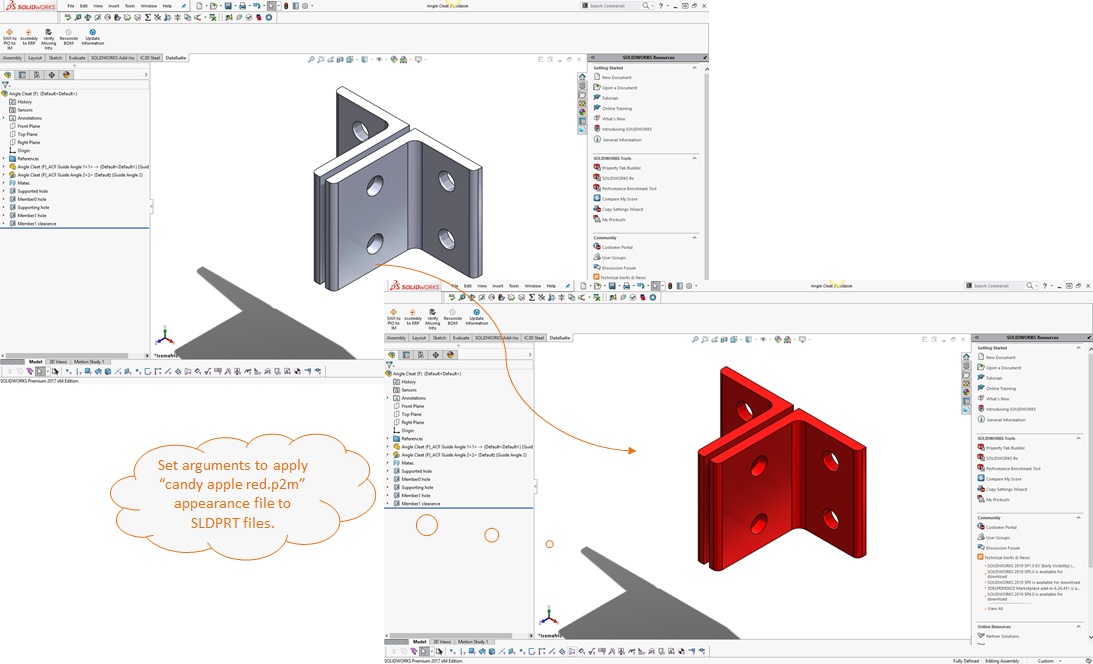 SOLIDWORKS
File Edit View Insert Tools Window Help
Angle Cleat
Search Commands
SWX to PIO to IM
Assembly to ERP
Verify Missing Info
Reconcile BOM
Update Information
Assembly Layout Sketch Evaluate SOLIDWORKS Add-Ins IC3D Steel DataSuite
Angle Cleat (F) (Default<Default>)
History
Sensors
Annotations
Front Plane
Top Plane
Right Plane
Origin
References
Angle Cleat (F)_ACF Guide Angle 1<1> -> (Default<Default>) (Guid
Angle Cleat (F)_ACF Guide Angle 2<2> (Default) (Guide Angle 2)
Mates
Supported hole
Member0 hole
Supporting hole
Member1 hole
Member1 clearance
*Isometric
Model 3D Views Motion Study 1
SOLIDWORKS Premium 2017 x64 Edition
SOLIDWORKS Resources
Getting Started
New Document
Open a Document
Tutorials
Online Training
What's New
Introducing SOLIDWORKS
General Information
SOLIDWORKS Tools
Property Tab Builder
SOLIDWORKS Rx
Performance Benchmark Test
Compare My Score
Copy Settings Wizard
My Products
Community
Customer Portal
User Groups
Discussion Forum
Technical Alerts & News
Set arguments to apply
“candy apple red.p2m”
appearance file to
SLDPRT files.
SOLIDWORKS
File Edit View Insert Tools Window Help
Angle Cleat
Search Commands
SWX to PIO to IM
Assembly to ERP
Verify Missing Info
Reconcile BOM
Update Information
Assembly Layout Sketch Evaluate SOLIDWORKS Add-Ins IC3D Steel DataSuite
Angle Cleat (F) (Default<Default>)
History
Sensors
Annotations
Front Plane
Top Plane
Right Plane
Origin
References
Angle Cleat (F)_ACF Guide Angle 1<1> -> (Default<Default>) (Guid
Angle Cleat (F)_ACF Guide Angle 2<2> (Default) (Guide Angle 2)
Mates
Supported hole
Member0 hole
Supporting hole
Member1 hole
Member1 clearance
*Isometric
Model 3D Views Motion Study 1
SOLIDWORKS Premium 2017 x64 Edition
SOLIDWORKS Resources
Getting Started
New Document
Open a Document
Tutorials
Online Training
What's New
Introducing SOLIDWORKS
General Information
SOLIDWORKS Tools
Property Tab Builder
SOLIDWORKS Rx
Performance Benchmark Test
Compare My Score
Copy Settings Wizard
My Products
Community
Customer Portal
User Groups
Discussion Forum
Technical Alerts & News
SOLIDWORKS 2018 SP1.0 EV (Early Visibility) i...
SOLIDWORKS 2018 SP5.0 is available for
download
SOLIDWORKS 2019 SP0 is available for download
3DEXPERIENCE Marketplace add-in 6.26.451 is a...
SOLIDWORKS 2018 SP4.0 is available for
download
View All
Online Resources
Partner Solutions
Fully Defined Editing Assembly Custom